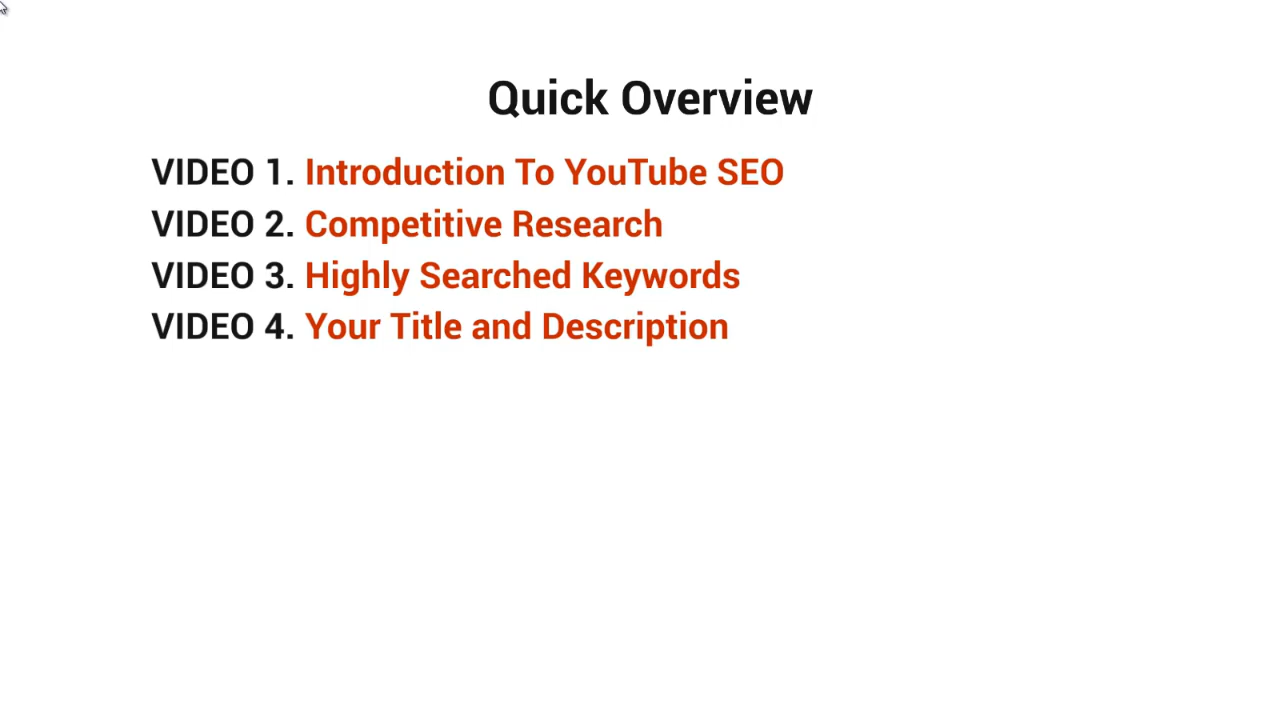 Quick Overview
VIDEO 1. Introduction To YouTube SEO
VIDEO 2. Competitive Research
VIDEO 3. Highly Searched Keywords
VIDEO 4. Your Title and Description